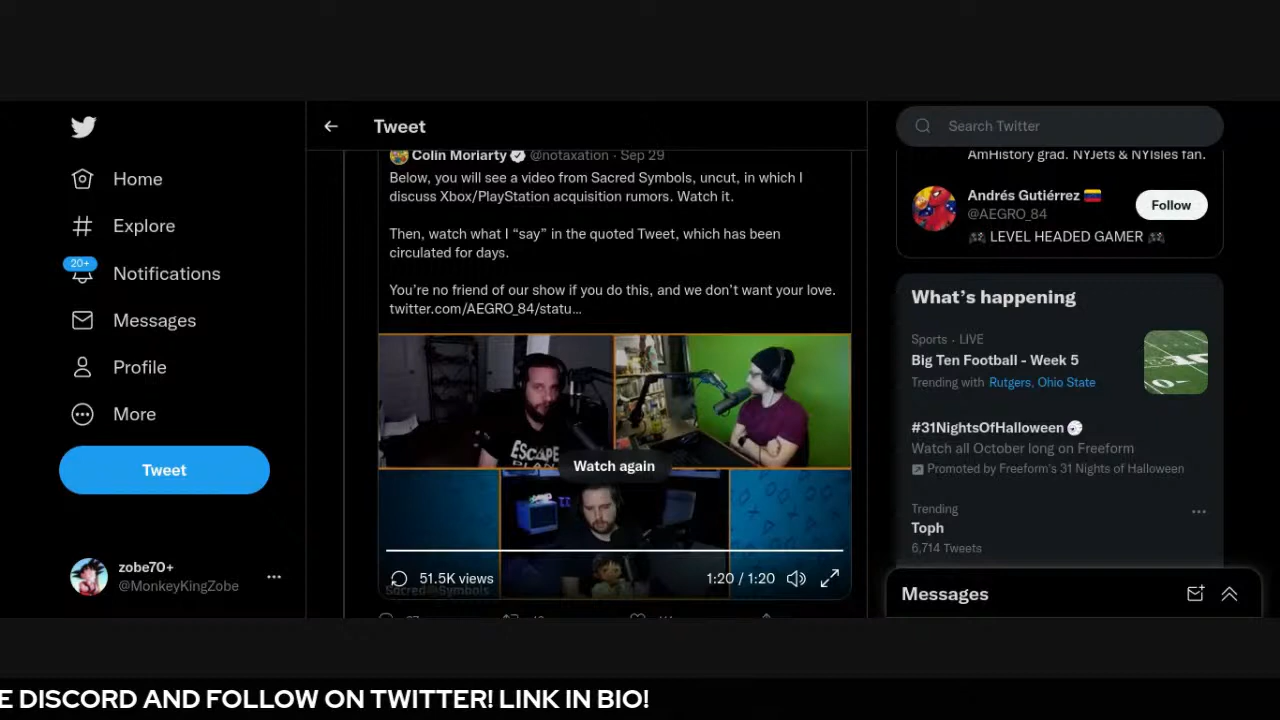 Home
Explore
20+
Notifications
Messages
Profile
More
Tweet
zobe70+
@MonkeyKingZobe
Tweet
Colin Moriarty @notaxation · Sep 29
Below, you will see a video from Sacred Symbols, uncut, in which I
discuss Xbox/PlayStation acquisition rumors. Watch it.
Then, watch what I “say” in the quoted Tweet, which has been
circulated for days.
You’re no friend of our show if you do this, and we don’t want your love.
twitter.com/AEGRO_84/statu…
ESCAPE
Watch again
51.5K views
1:20 / 1:20
Sacred Symbols
Search Twitter
AmHistory grad. NYJets & NYIsles fan.
Andrés Gutiérrez
@AEGRO_84
Follow
LEVEL HEADED GAMER
What’s happening
Sports · LIVE
Big Ten Football - Week 5
Trending with Rutgers, Ohio State
#31NightsOfHalloween
Watch all October long on Freeform
Promoted by Freeform's 31 Nights of Halloween
Trending
Toph
6,714 Tweets
Messages
E DISCORD AND FOLLOW ON TWITTER! LINK IN BIO!